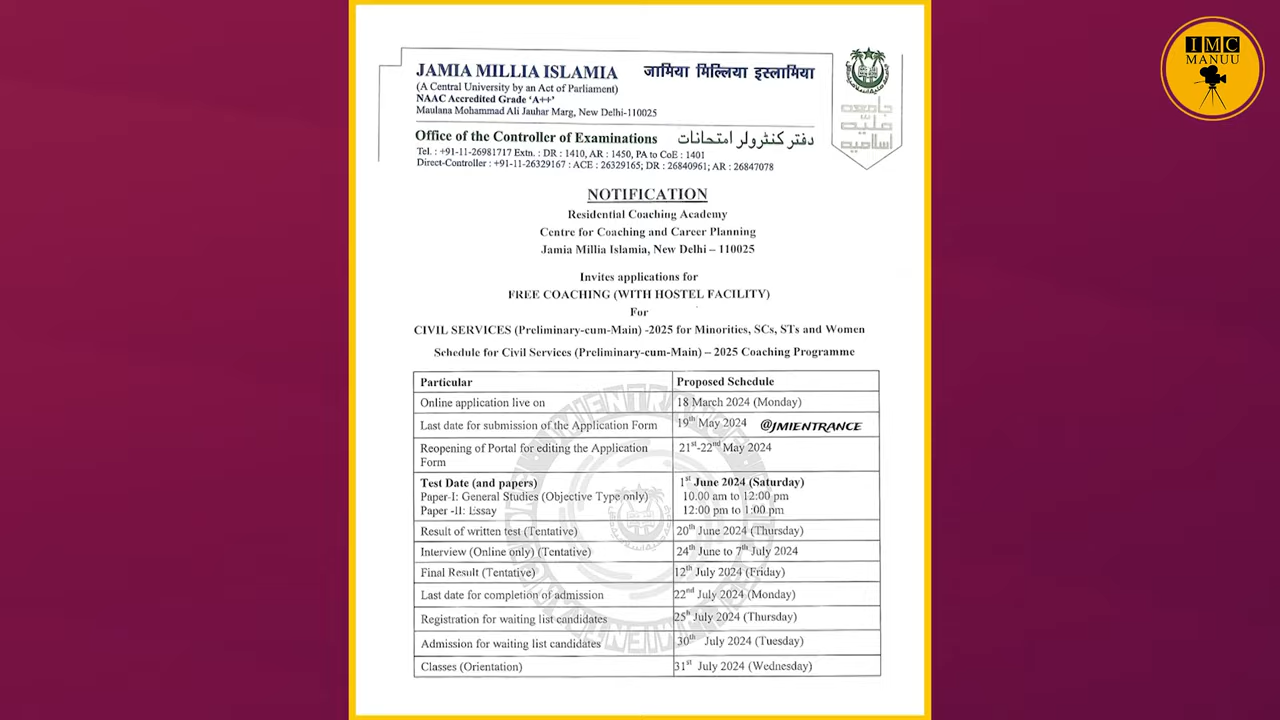 JAMIA MILLIA ISLAMIA जामिया मिल्लिया इस्लामिया
(A Central University by an Act of Parliament)
NAAC Accredited Grade 'A++'
Maulana Mohammad Ali Jauhar Marg, New Delhi-110025
Office of the Controller of Examinations دفتر کنٹرولر امتحانات
Tel. : +91-11-26981717 Extn. : DR : 1410, AR : 1450, PA to CoE : 1401
Direct-Controller : +91-11-26329167 : ACE : 26329165; DR : 26840961; AR : 26847078
جامعه
مليه
اسلاميه
IMC
MANUU
NOTIFICATION
Residential Coaching Academy
Centre for Coaching and Career Planning
Jamia Millia Islamia, New Delhi – 110025
Invites applications for
FREE COACHING (WITH HOSTEL FACILITY)
For
CIVIL SERVICES (Preliminary-cum-Main) -2025 for Minorities, SCs, STs and Women
Schedule for Civil Services (Preliminary-cum-Main) – 2025 Coaching Programme
Particular Proposed Schedule
Online application live on 18 March 2024 (Monday)
Last date for submission of the Application Form 19th May 2024 @JMIENTRANCE
Reopening of Portal for editing the Application 21st-22nd May 2024
Form
Test Date (and papers) 1st June 2024 (Saturday)
Paper-I: General Studies (Objective Type only) 10.00 am to 12:00 pm
Paper -II: Essay 12:00 pm to 1:00 pm
Result of written test (Tentative) 20th June 2024 (Thursday)
Interview (Online only) (Tentative) 24th June to 7th July 2024
Final Result (Tentative) 12th July 2024 (Friday)
Last date for completion of admission 22nd July 2024 (Monday)
Registration for waiting list candidates 25th July 2024 (Thursday)
Admission for waiting list candidates 30th July 2024 (Tuesday)
Classes (Orientation) 31st July 2024 (Wednesday)